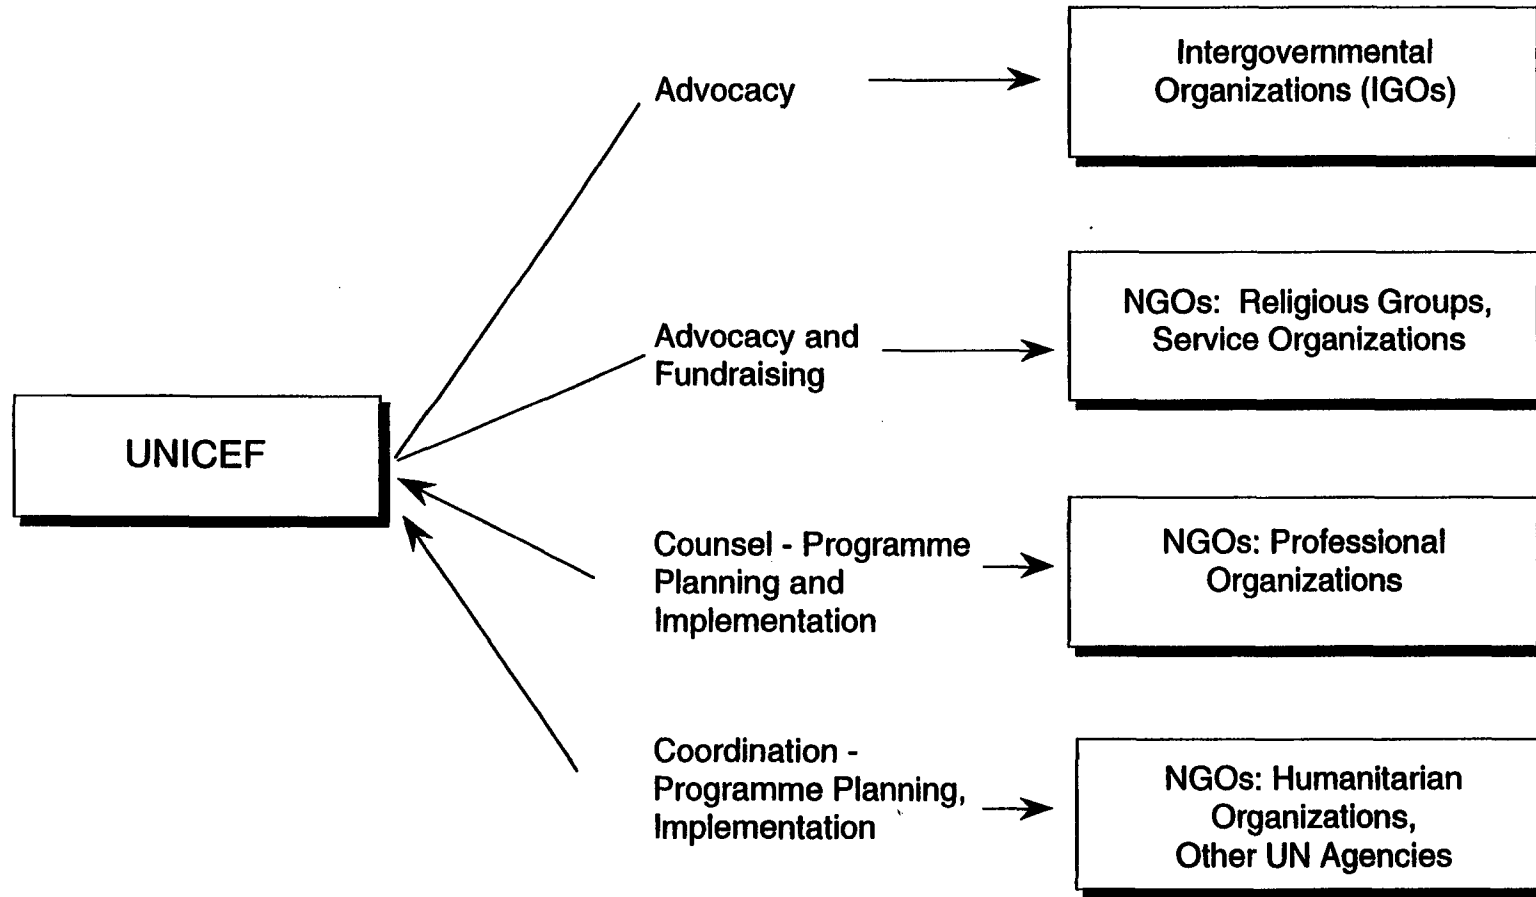 Advocacy
Intergovernmental
Organizations (IGOs)
Advocacy and
Fundraising
NGOs: Religious Groups,
Service Organizations
UNICEF
Counsel - Programme
Planning and
Implementation
NGOs: Professional
Organizations
Coordination -
Programme Planning,
Implementation
NGOs: Humanitarian
Organizations,
Other UN Agencies